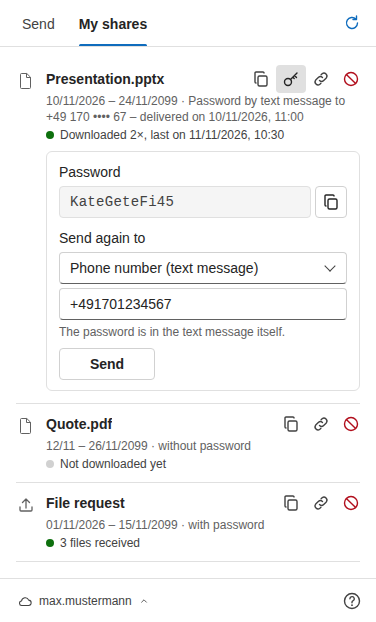 Send
My shares
Presentation.pptx
10/11/2026 – 24/11/2099 · Password by text message to
+49 170 •••• 67 – delivered on 10/11/2026, 11:00
Downloaded 2×, last on 11/11/2026, 10:30
Password
KateGeteFi45
Send again to
Phone number (text message)
+491701234567
The password is in the text message itself.
Send
Quote.pdf
12/11 – 26/11/2099 · without password
Not downloaded yet
File request
01/11/2026 – 15/11/2099 · with password
3 files received
max.mustermann